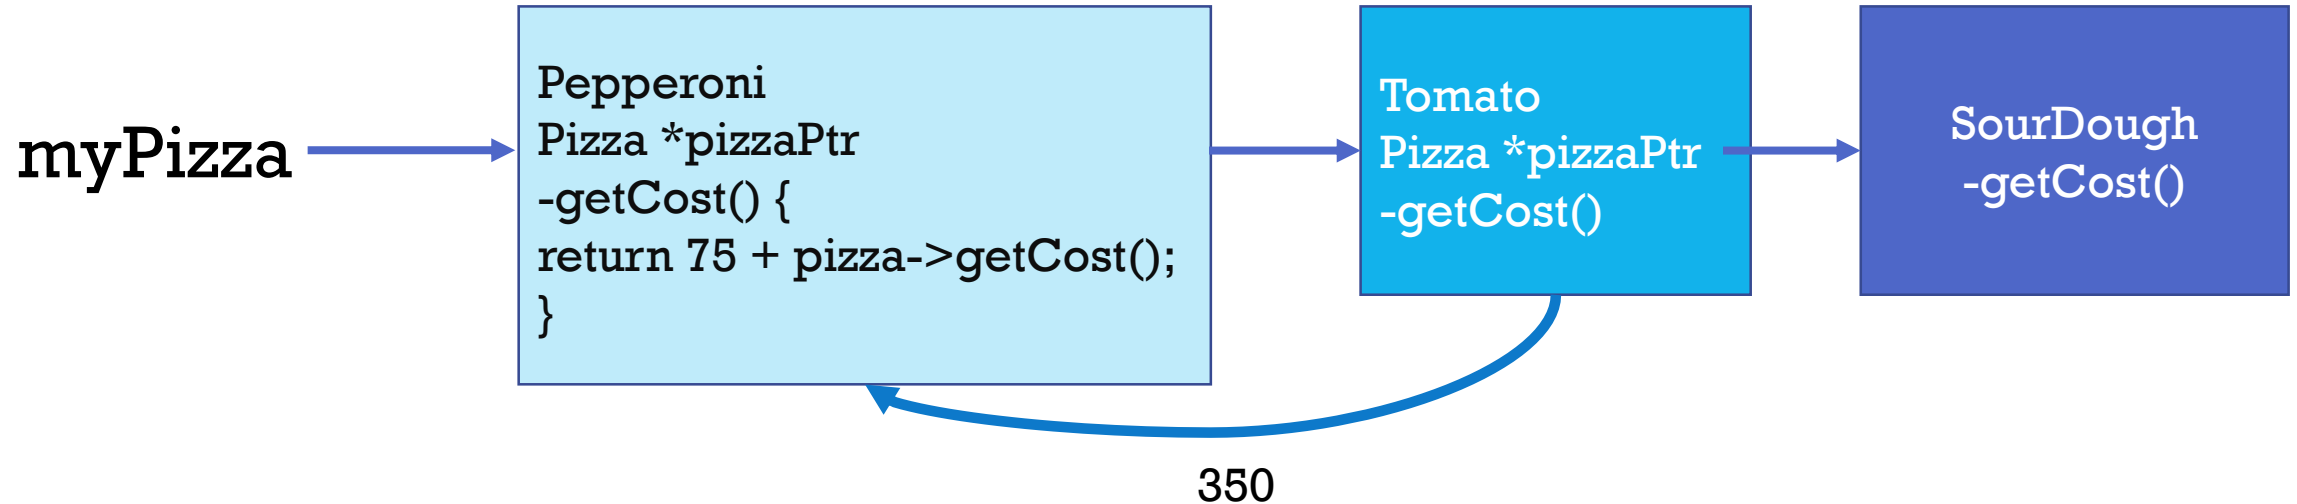 myPizza
Pepperoni
Pizza *pizzaPtr
-getCost() {
return 75 + pizza->getCost();
}
Tomato
Pizza *pizzaPtr
-getCost()
SourDough
-getCost()
350